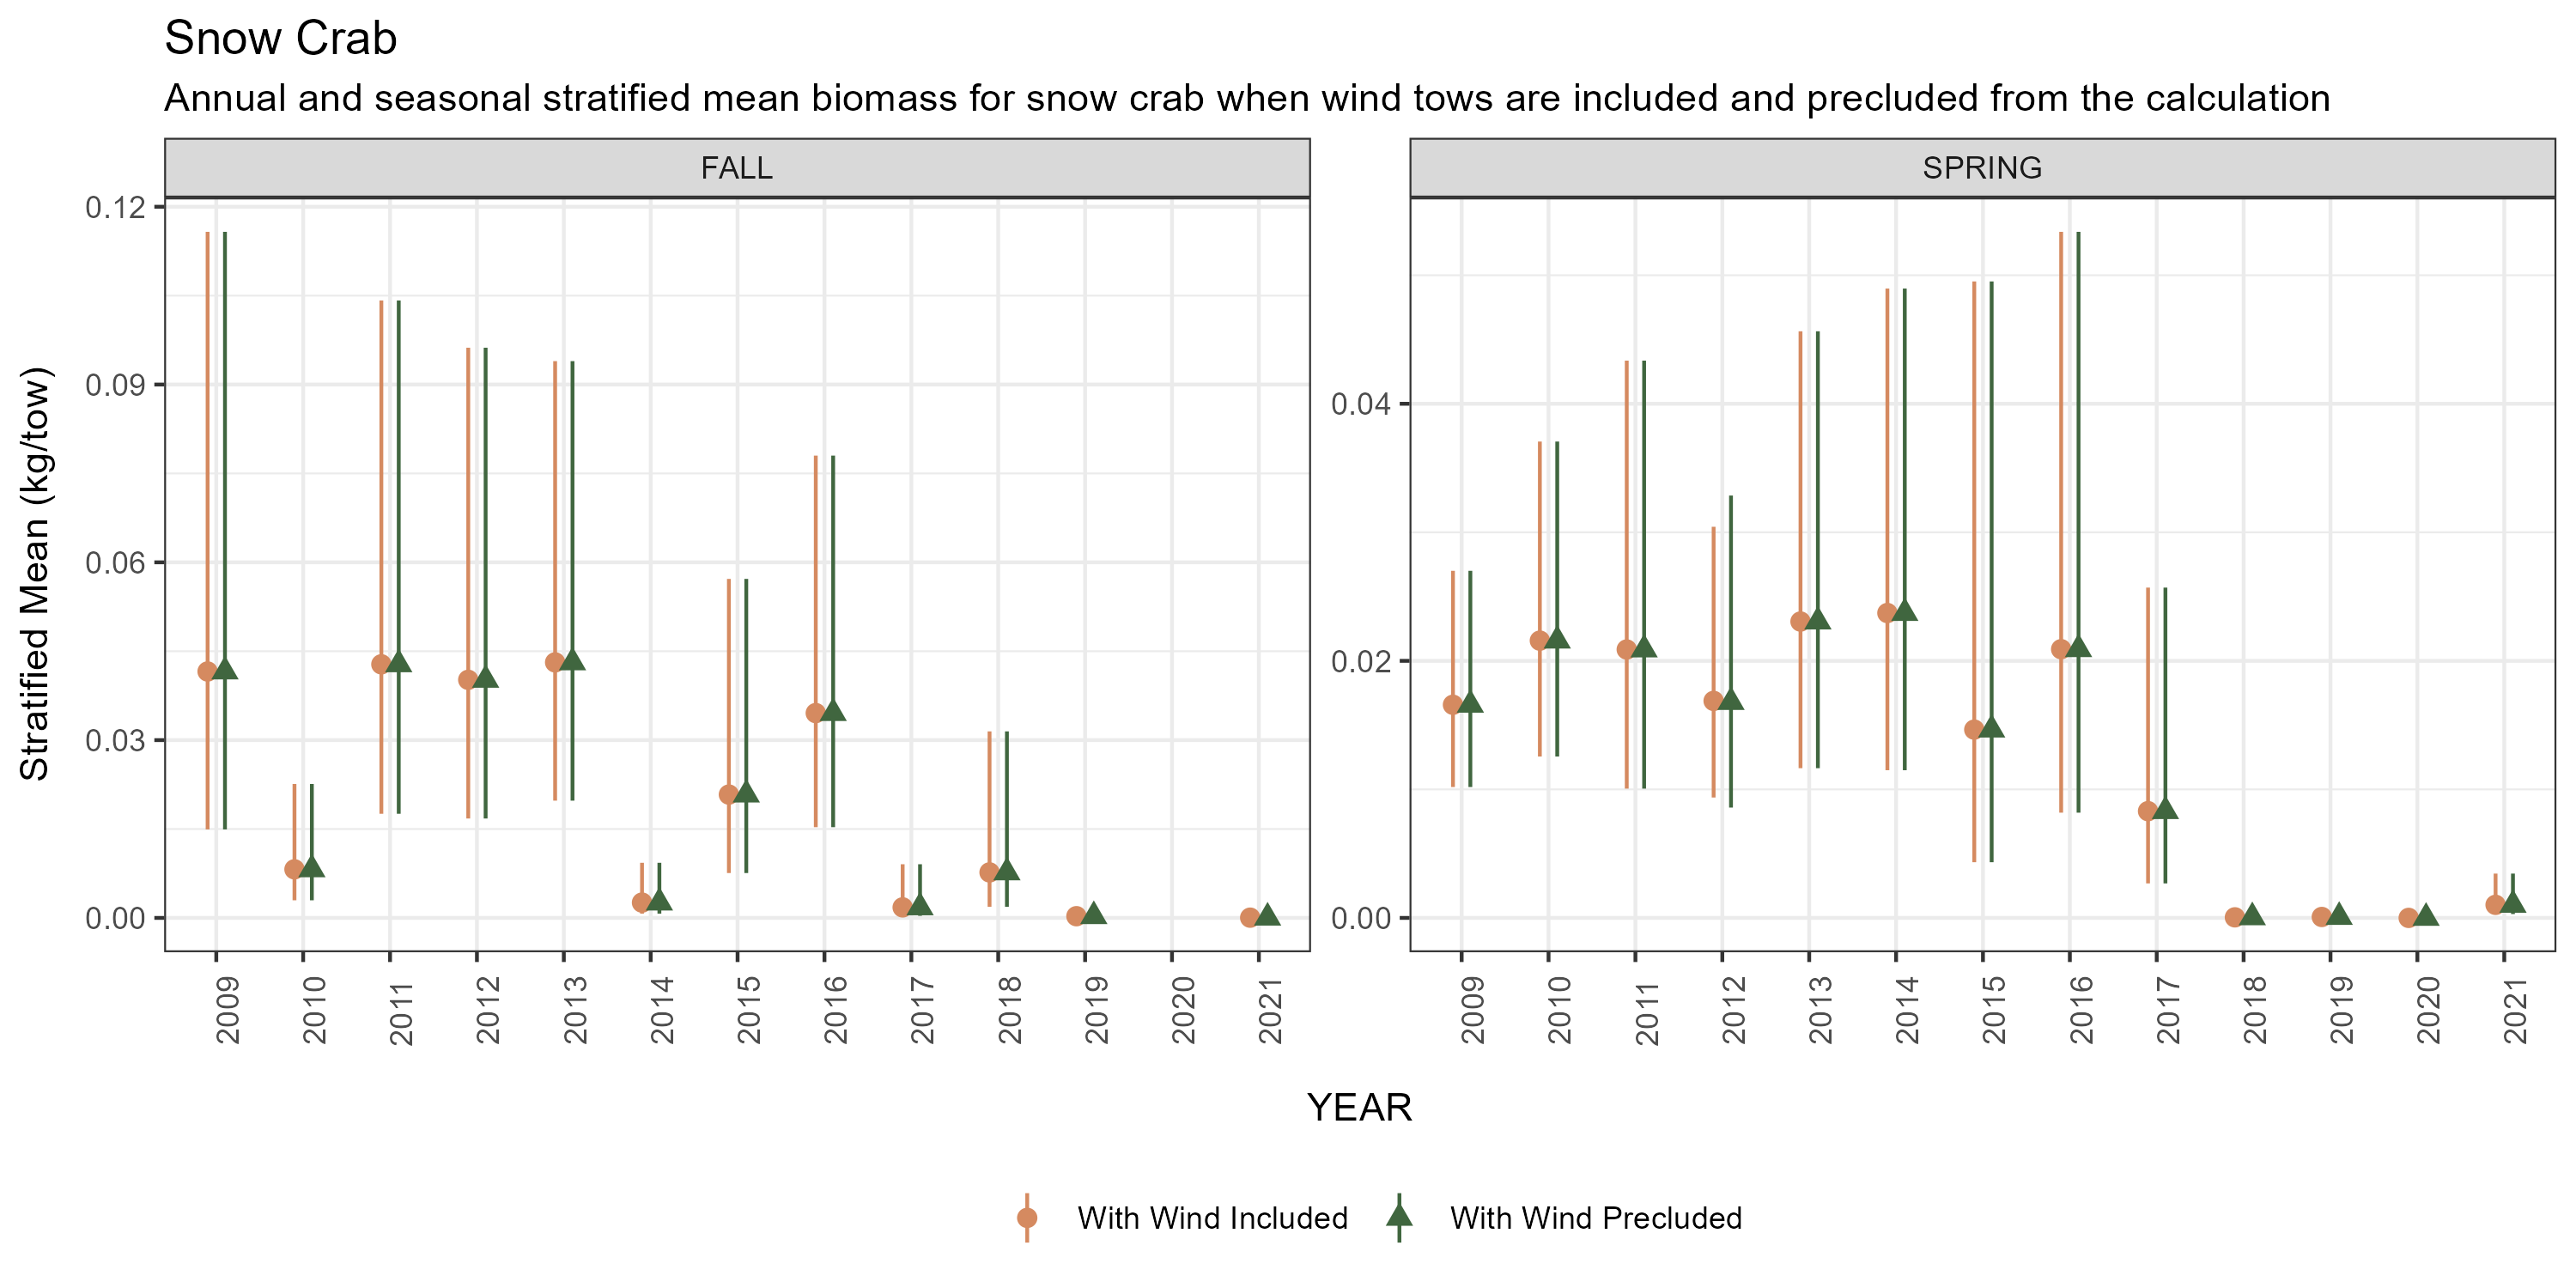 Snow Crab
Annual and seasonal stratified mean biomass for snow crab when wind tows are included and precluded from the calculation
FALL
SPRING
Stratified Mean (kg/tow)
0.12
0.09
0.06
0.03
0.00
0.04
0.02
0.00
2009 2010 2011 2012 2013 2014 2015 2016 2017 2018 2019 2020 2021
2009 2010 2011 2012 2013 2014 2015 2016 2017 2018 2019 2020 2021
YEAR
With Wind Included
With Wind Precluded